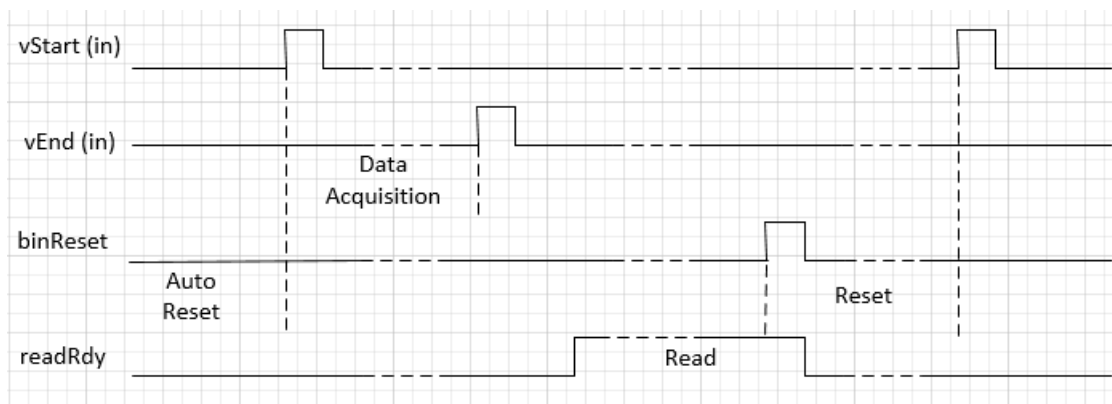 vStart (in)
vEnd (in)
Data
Acquisition
binReset
Auto
Reset
Reset
readRdy
Read